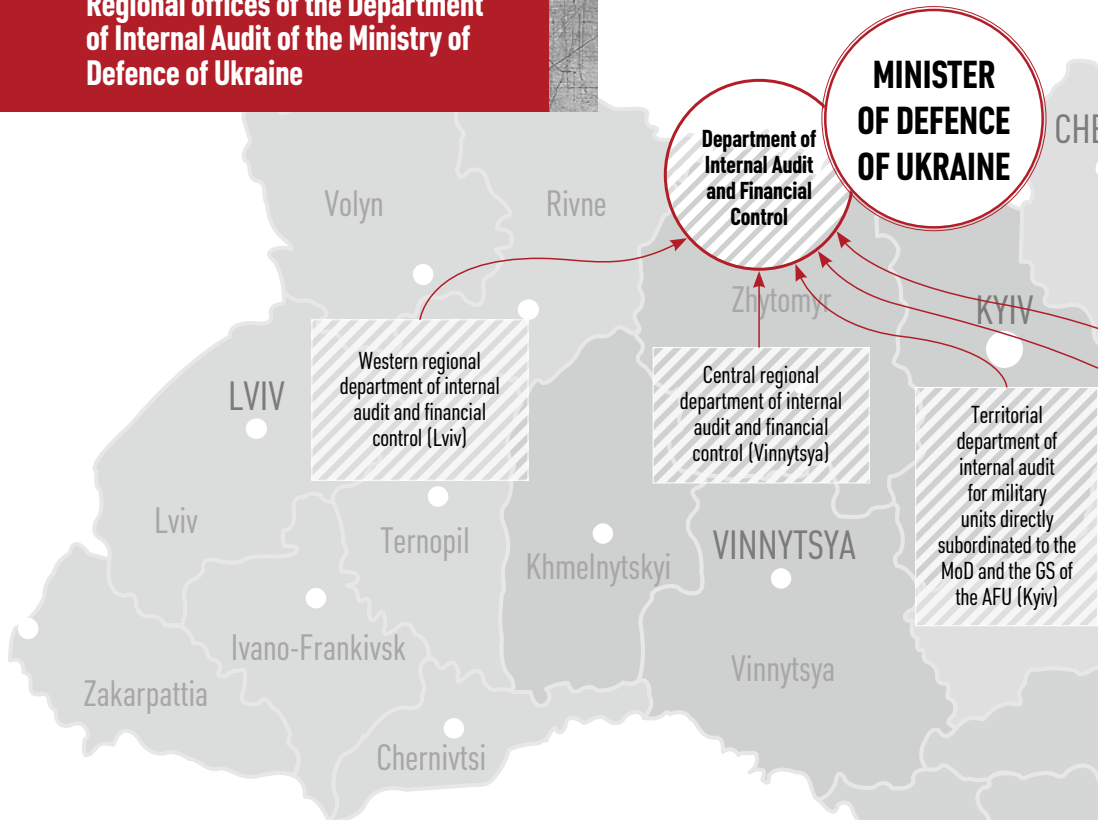 Regional offices of the Department
of Internal Audit of the Ministry of
Defence of Ukraine
MINISTER
OF DEFENCE
OF UKRAINE
Department of
Internal Audit
and Financial
Control
CHE
Volyn
Rivne
Zhytomyr
KYIV
Western regional
department of internal
audit and financial
control (Lviv)
Central regional
department of internal
audit and financial
control (Vinnytsya)
Territorial
department of
internal audit
for military
units directly
subordinated to the
MoD and the GS of
the AFU (Kyiv)
LVIV
Lviv
Ternopil
Khmelnytskyi
VINNYTSYA
Ivano-Frankivsk
Vinnytsya
Zakarpattia
Chernivtsi